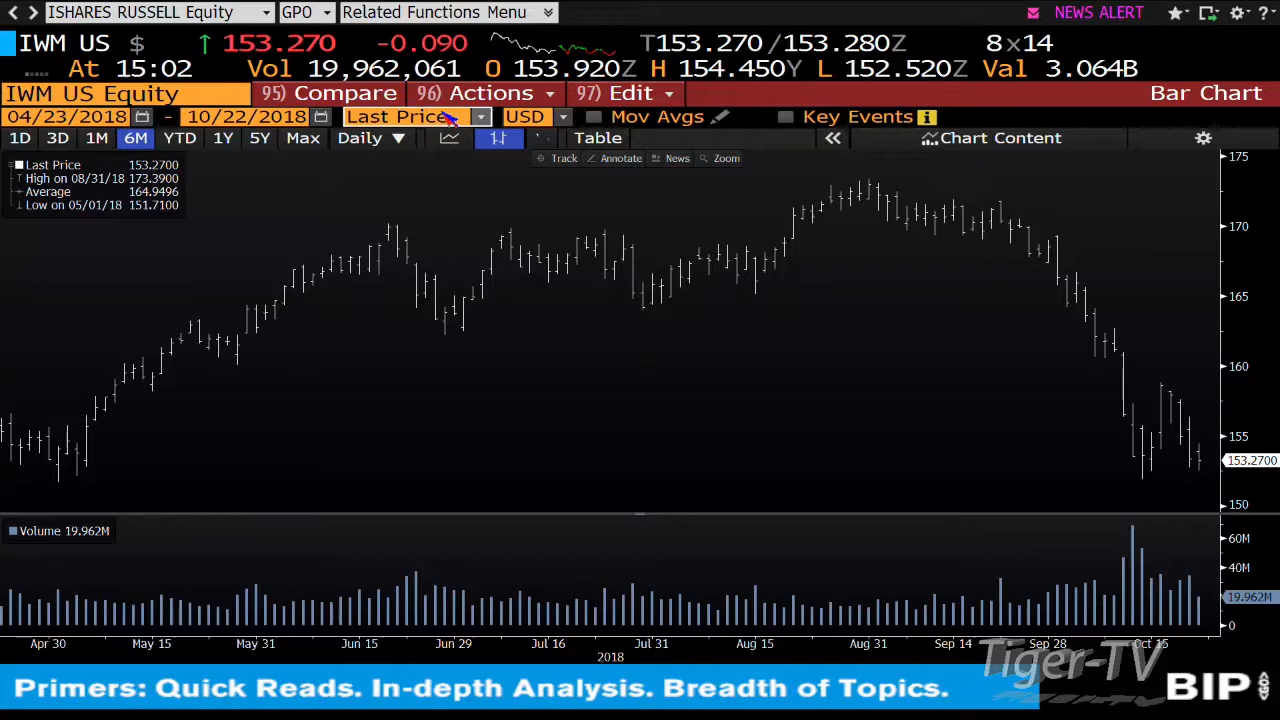 ISHARES RUSSELL Equity GPO Related Functions Menu NEWS ALERT
IWM US $ ↑ 153.270 -0.090 T153.270/153.280Z 8x14
At 15:02 Vol 19,962,061 O 153.920Z H 154.450Y L 152.520Z Val 3.064B
IWM US Equity 95) Compare 96) Actions 97) Edit Bar Chart
04/23/2018 - 10/22/2018 Last Price USD Mov Avgs Key Events
1D 3D 1M 6M YTD 1Y 5Y Max Daily ▼ Table « Chart Content
Track Annotate News Zoom
Last Price 153.2700
High on 08/31/18 173.3900
Average 164.9496
Low on 05/01/18 151.7100
175
170
165
160
155
153.2700
150
Volume 19.962M
60M
40M
19.962M
0
Apr 30 May 15 May 31 Jun 15 Jun 29 Jul 16 Jul 31 Aug 15 Aug 31 Sep 14 Sep 28 Oct 15
2018
Tiger-TV
Primers: Quick Reads. In-depth Analysis. Breadth of Topics.
BIP